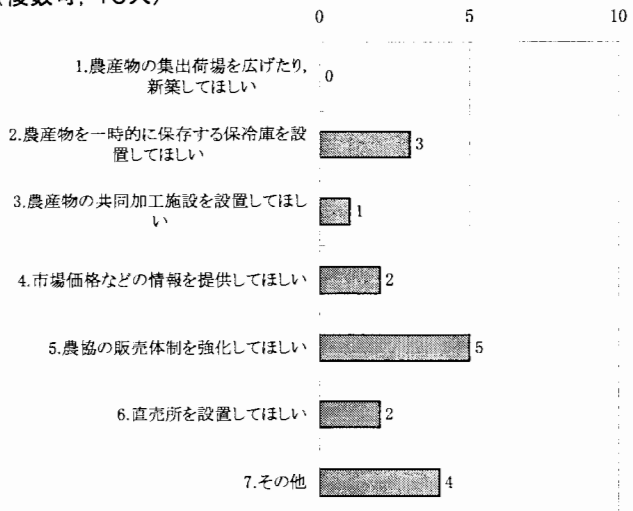 0 5 10
1.農産物の集出荷場を広げたり,
新築してほしい
0
2.農産物を一時的に保存する保冷庫を設
置してほしい
3
3.農産物の共同加工施設を設置してほし
い
1
4.市場価格などの情報を提供してほしい
2
5.農協の販売体制を強化してほしい
5
6.直売所を設置してほしい
2
7.その他
4